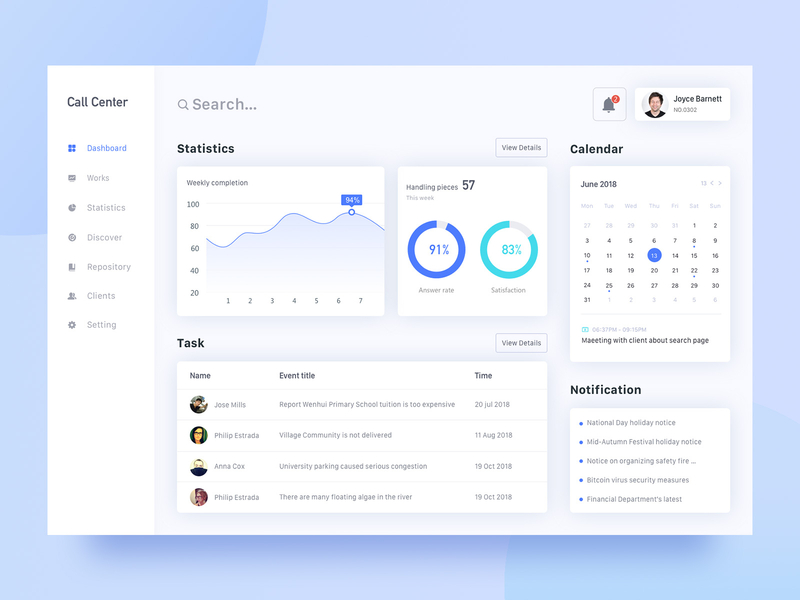 Call Center
Dashboard
Works
Statistics
Discover
Repository
Clients
Setting
Search...
2
Joyce Barnett
NO.0302
Statistics
View Details
Weekly completion
100
80
60
40
20
94%
1 2 3 4 5 6 7
Handling pieces 57
This week
91%
Answer rate
83%
Satisfaction
Task
View Details
Name Event title Time
Jose Mills Report Wenhui Primary School tuition is too expensive 20 jul 2018
Philip Estrada Village Community is not delivered 11 Aug 2018
Anna Cox University parking caused serious congestion 19 Oct 2018
Philip Estrada There are many floating algae in the river 19 Oct 2018
Calendar
June 2018 13 < >
Mon Tue Wed Thu Fri Sat Sun
27 28 29 30 31 1 2
3 4 5 6 7 8 9
10 11 12 13 14 15 16
17 18 19 20 21 22 23
24 25 26 27 28 29 30
31 1 2 3 4 5 6
06:37PM - 09:15PM
Maeeting with client about search page
Notification
National Day holiday notice
Mid-Autumn Festival holiday notice
Notice on organizing safety fire ...
Bitcoin virus security measures
Financial Department's latest